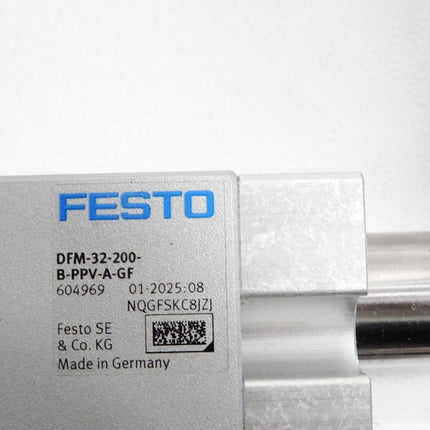 FESTO
DFM-32-200-
B-PPV-A-GF
604969 01-2025:08
NQGFSKC8JZJ
Festo SE
& Co. KG
Made in Germany